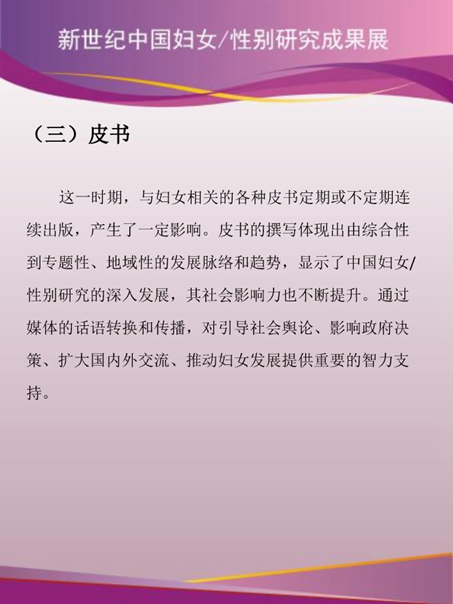 新世纪中国妇女/性别研究成果展
（三）皮书
这一时期，与妇女相关的各种皮书定期或不定期连
续出版，产生了一定影响。皮书的撰写体现出由综合性
到专题性、地域性的发展脉络和趋势，显示了中国妇女/
性别研究的深入发展，其社会影响力也不断提升。通过
媒体的话语转换和传播，对引导社会舆论、影响政府决
策、扩大国内外交流、推动妇女发展提供重要的智力支
持。